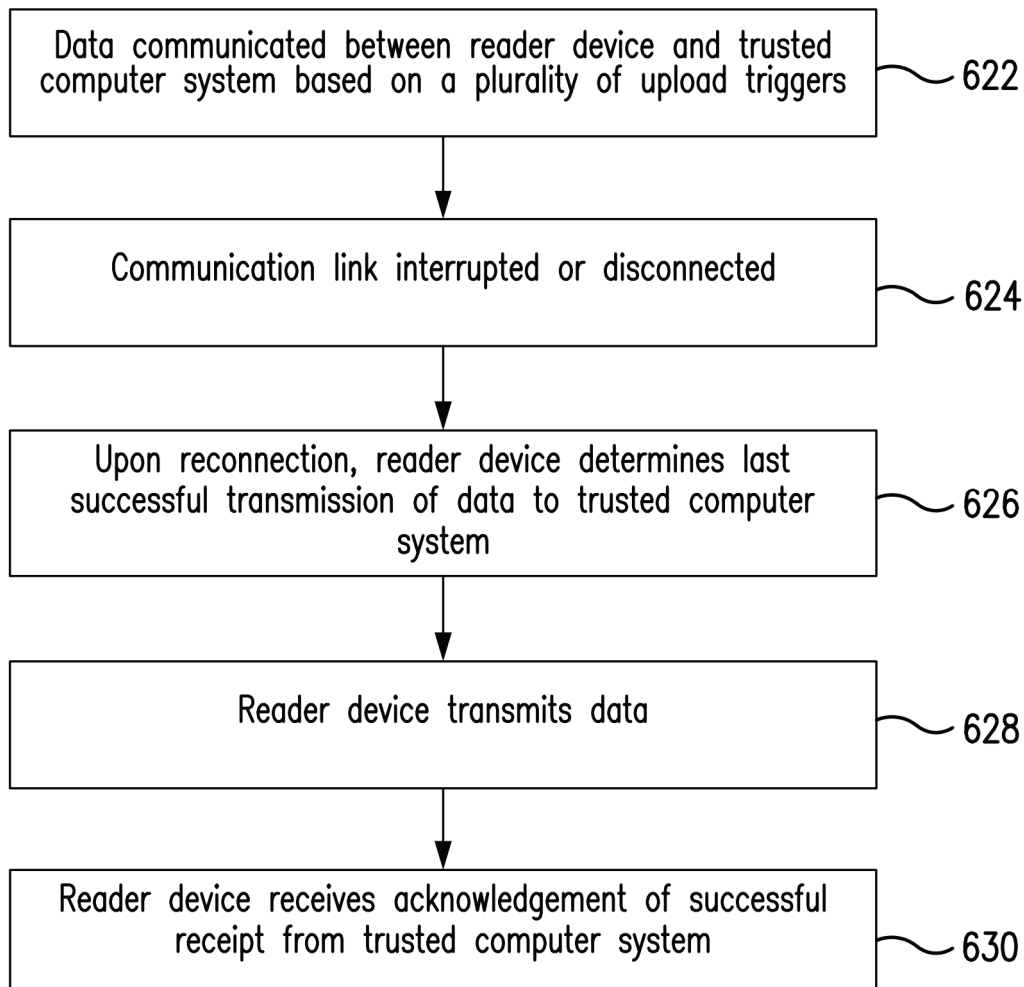 Data communicated between reader device and trusted
computer system based on a plurality of upload triggers
622
Communication link interrupted or disconnected
624
Upon reconnection, reader device determines last
successful transmission of data to trusted computer
system
626
Reader device transmits data
628
Reader device receives acknowledgement of successful
receipt from trusted computer system
630